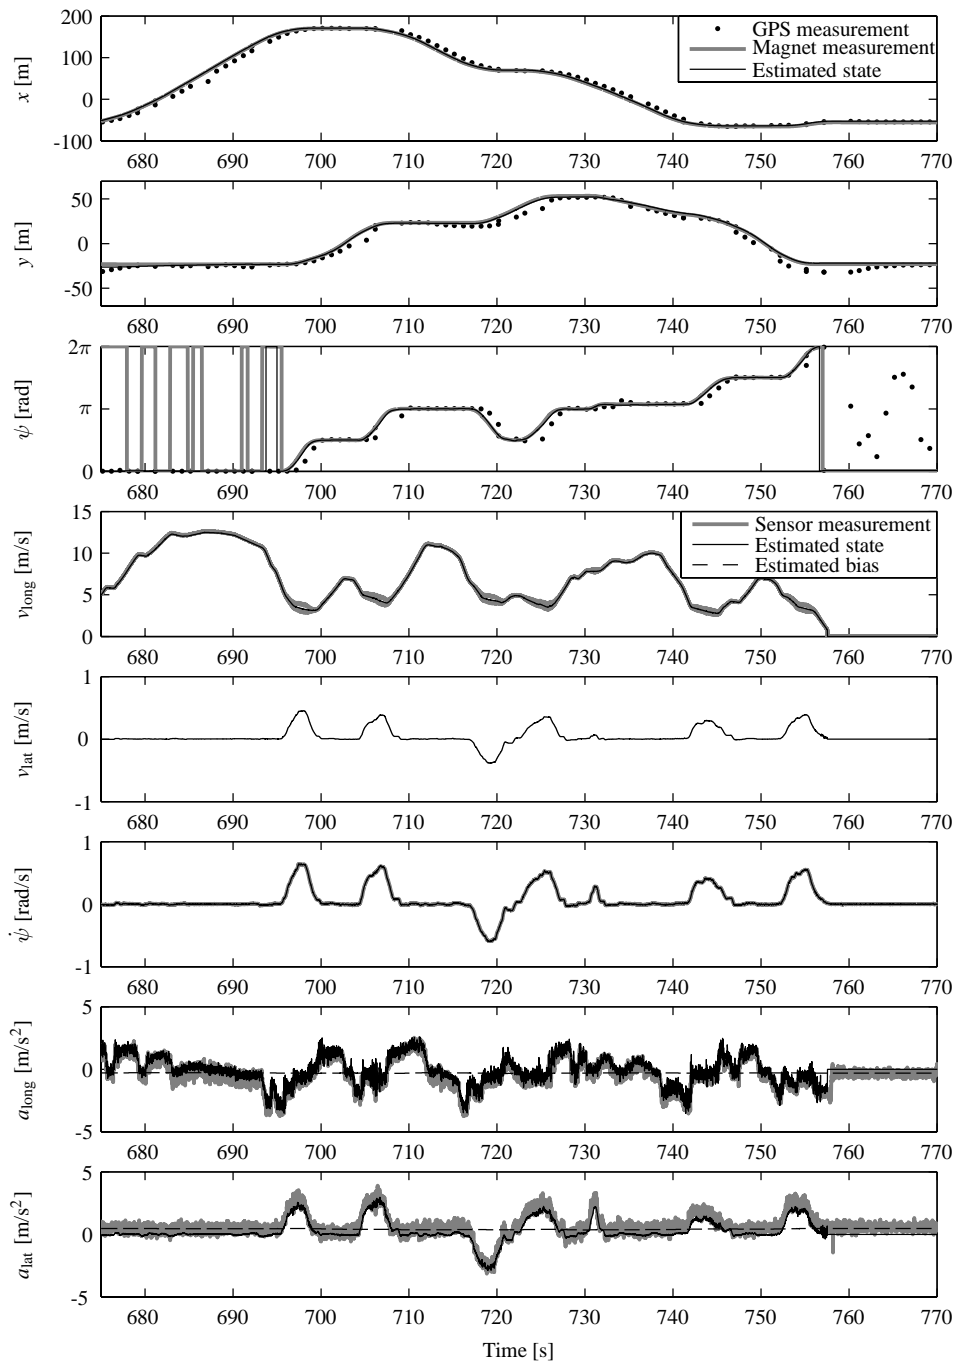 200
100
0
-100
x [m]
GPS measurement
Magnet measurement
Estimated state
680 690 700 710 720 730 740 750 760 770
50
0
-50
y [m]
680 690 700 710 720 730 740 750 760 770
2π
π
0
ψ [rad]
680 690 700 710 720 730 740 750 760 770
15
10
5
0
vlong [m/s]
Sensor measurement
Estimated state
Estimated bias
680 690 700 710 720 730 740 750 760 770
1
0
-1
vlat [m/s]
680 690 700 710 720 730 740 750 760 770
1
0
-1
ψ̇ [rad/s]
680 690 700 710 720 730 740 750 760 770
5
0
-5
along [m/s²]
680 690 700 710 720 730 740 750 760 770
5
0
-5
alat [m/s²]
680 690 700 710 720 730 740 750 760 770
Time [s]